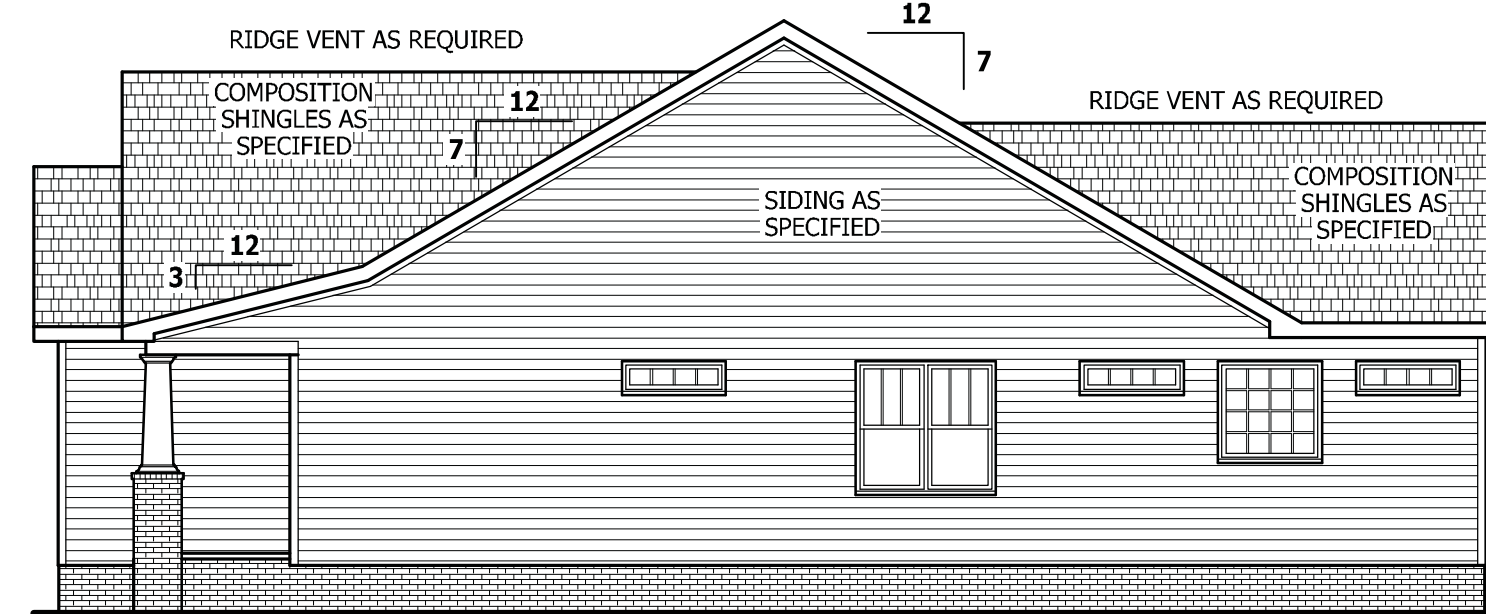 12
7
RIDGE VENT AS REQUIRED
COMPOSITION
SHINGLES AS
SPECIFIED
12
7
RIDGE VENT AS REQUIRED
COMPOSITION
SHINGLES AS
SPECIFIED
SIDING AS
SPECIFIED
12
3